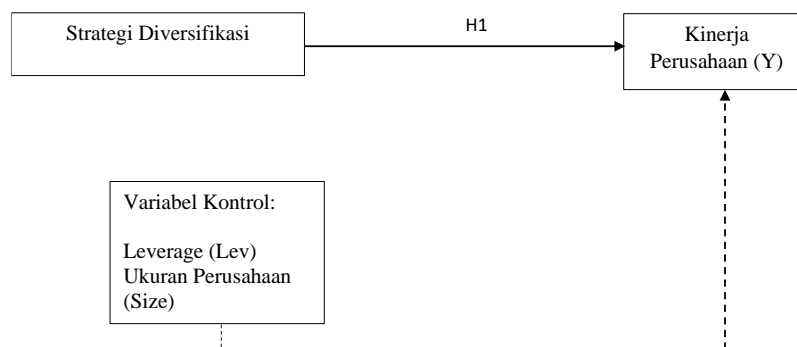 Strategi Diversifikasi
H1
Kinerja
Perusahaan (Y)
Variabel Kontrol:
Leverage (Lev)
Ukuran Perusahaan
(Size)